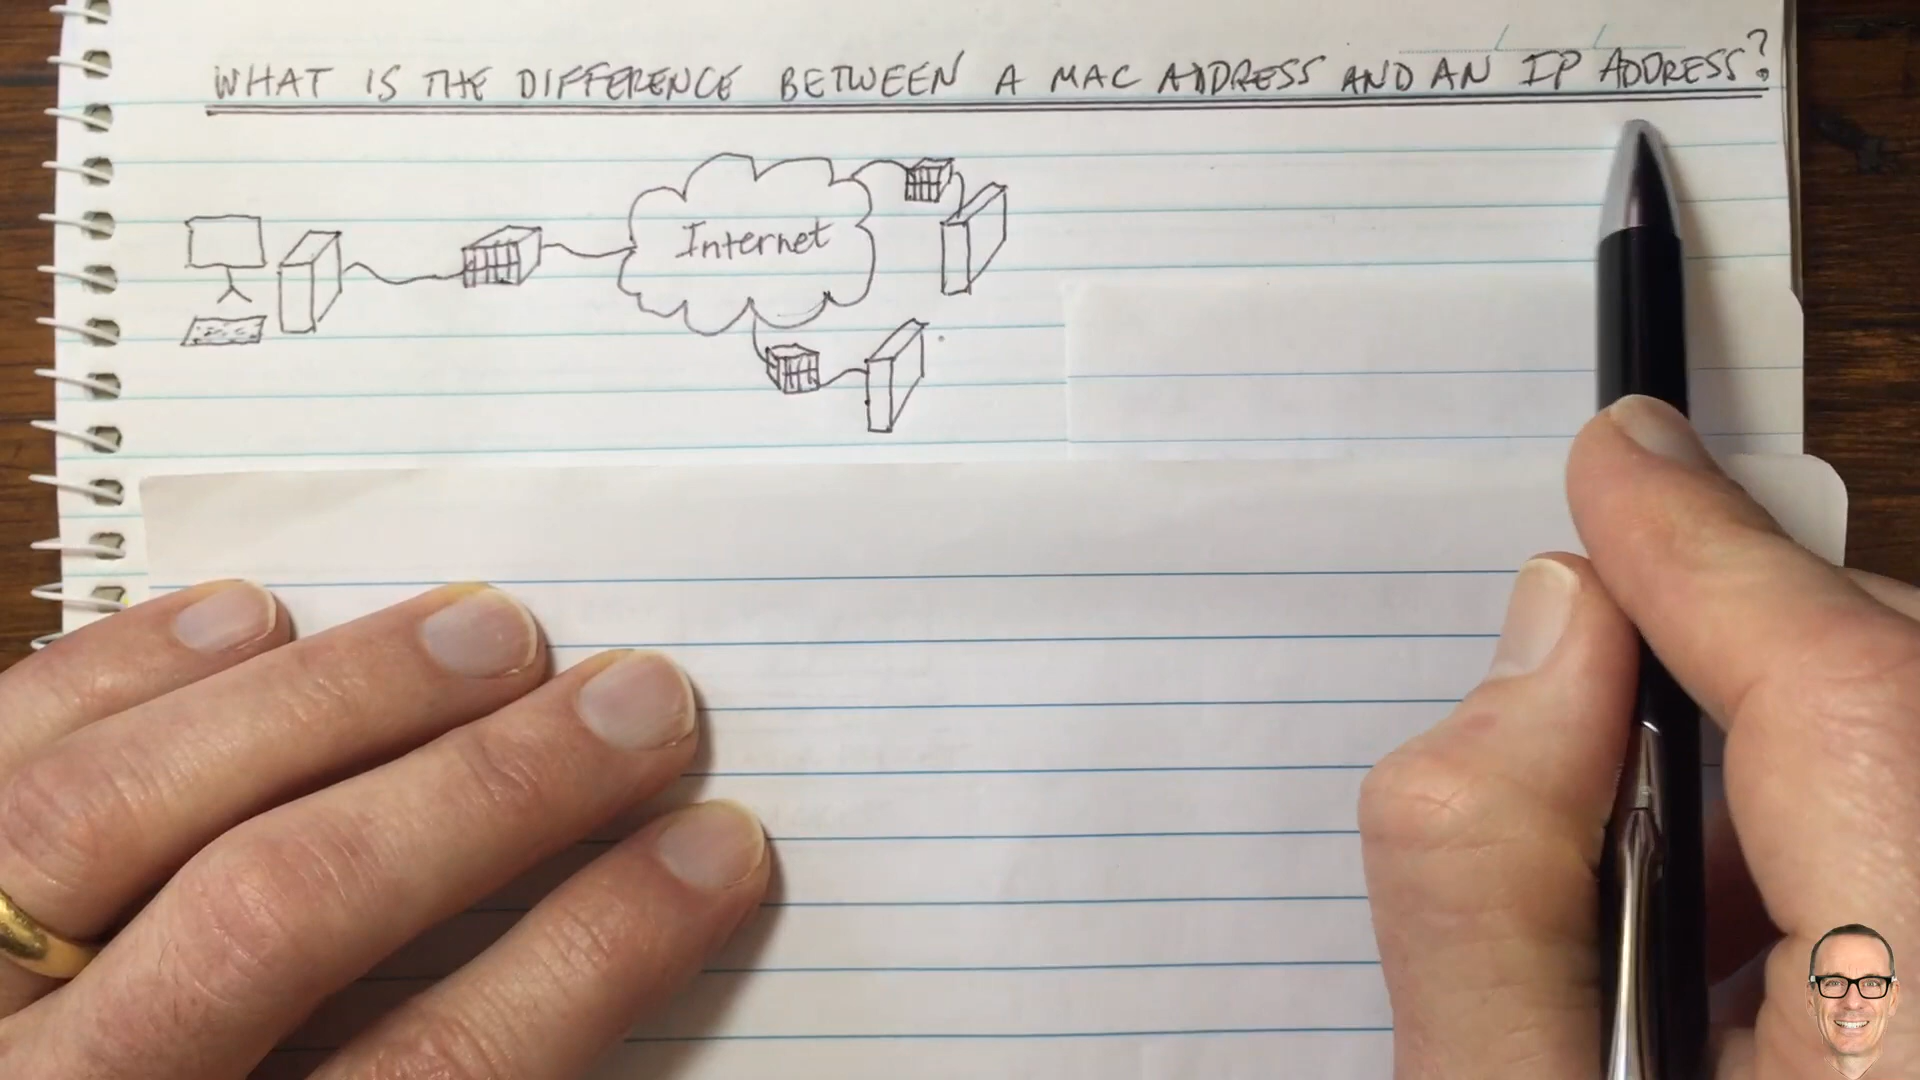 WHAT IS THE DIFFERENCE BETWEEN A MAC ADDRESS AND AN IP ADDRESS?
Internet